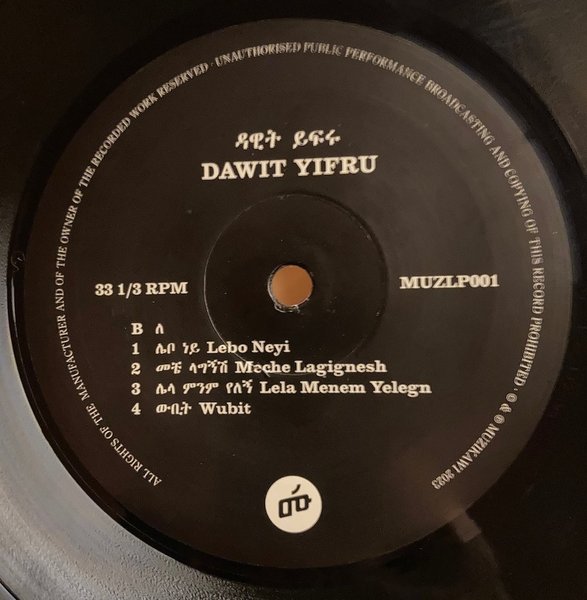 ALL RIGHTS OF THE MANUFACTURER AND OF THE OWNER OF THE RECORDED WORK RESERVED · UNAUTHORISED PUBLIC PERFORMANCE BROADCASTING AND COPYING OF THIS RECORD PROHIBITED · © & ℗ MUZIKAWI 2023
ዳዊት ይፍሩ
DAWIT YIFRU
33 1/3 RPM
MUZLP001
B ለ
1 ሌቦ ነይ Lebo Neyi
2 መቼ ላግኝሽ Meche Lagignesh
3 ሌላ ምንም የለኝ Lela Menem Yelegn
4 ውቢት Wubit